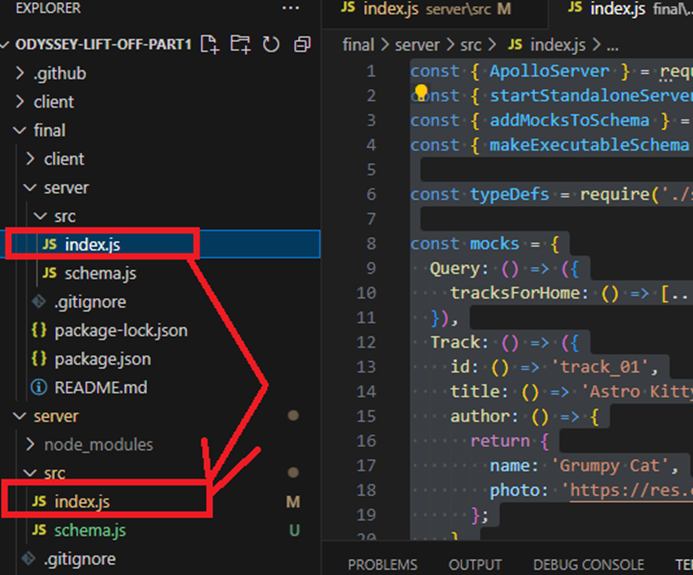 EXPLORER ...
ODYSSEY-LIFT-OFF-PART1
.github
client
final
client
server
src
JS index.js
JS schema.js
.gitignore
{} package-lock.json
{} package.json
README.md
server
node_modules
src
JS index.js M
JS schema.js U
.gitignore
JS index.js server\src M
JS index.js final\...
final > server > src > JS index.js > ...
1 const { ApolloServer } = requ
2 const { startStandaloneServer
3 const { addMocksToSchema } =
4 const { makeExecutableSchema
5
6 const typeDefs = require('./s
7
8 const mocks = {
9 Query: () => ({
10 tracksForHome: () => [..
11 }),
12 Track: () => ({
13 id: () => 'track_01',
14 title: () => 'Astro Kitty
15 author: () => {
16 return {
17 name: 'Grumpy Cat',
18 photo: 'https://res.c
19 };
20 }
PROBLEMS OUTPUT DEBUG CONSOLE TE